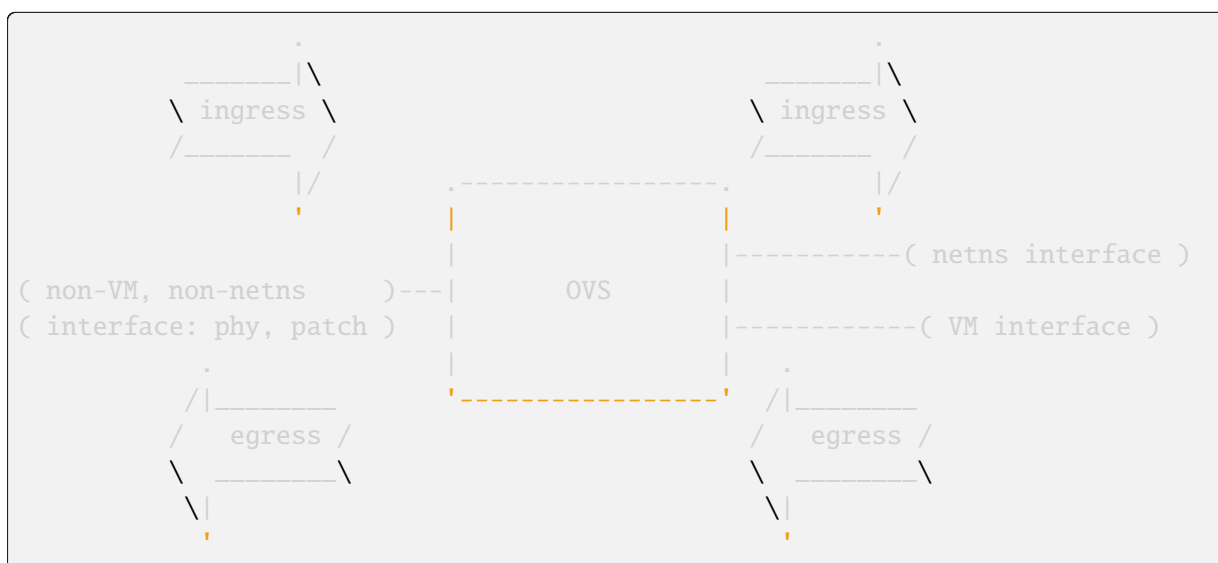 ingress ingress
( netns interface )
( non-VM, non-netns )--- OVS
( interface: phy, patch ) ( VM interface )
egress egress